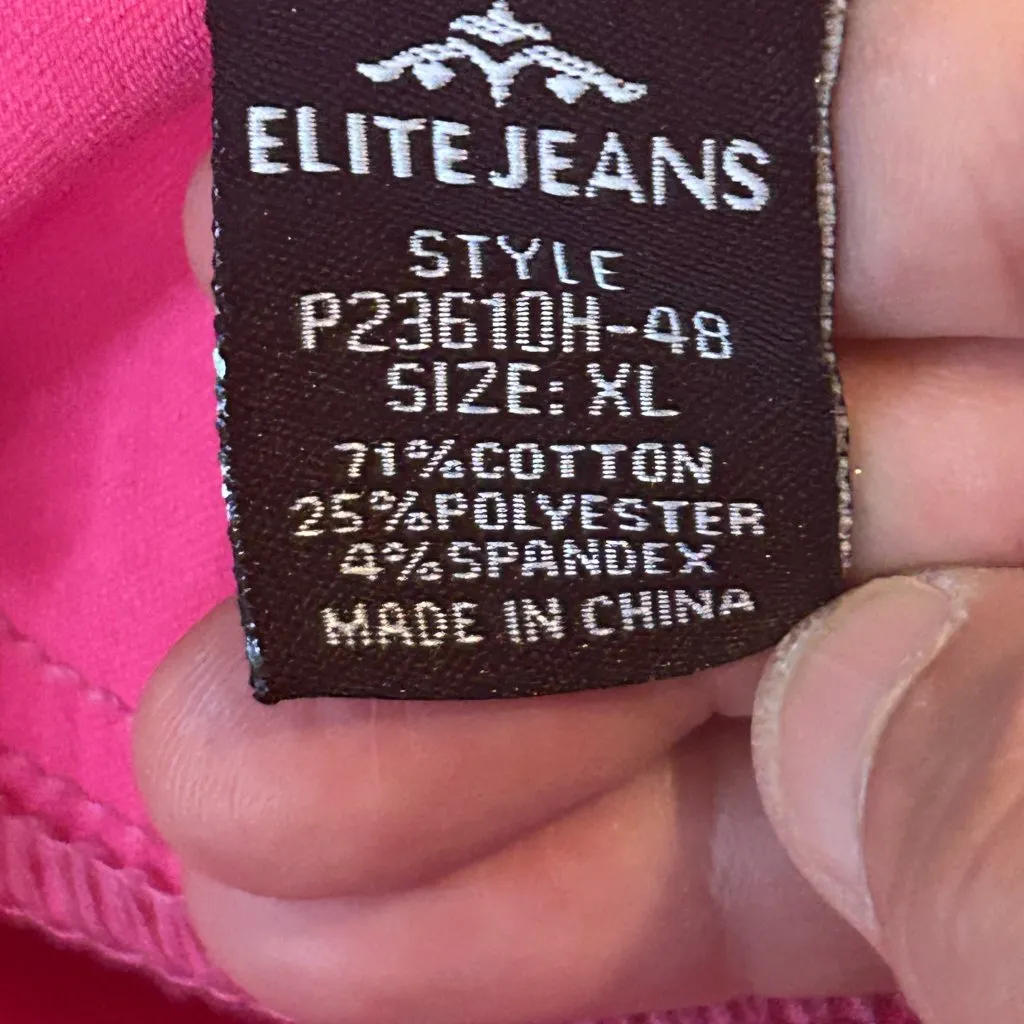 ELITE JEANS
STYLE
P23610H-48
SIZE: XL
71%COTTON
25%POLYESTER
4%SPANDEX
MADE IN CHINA